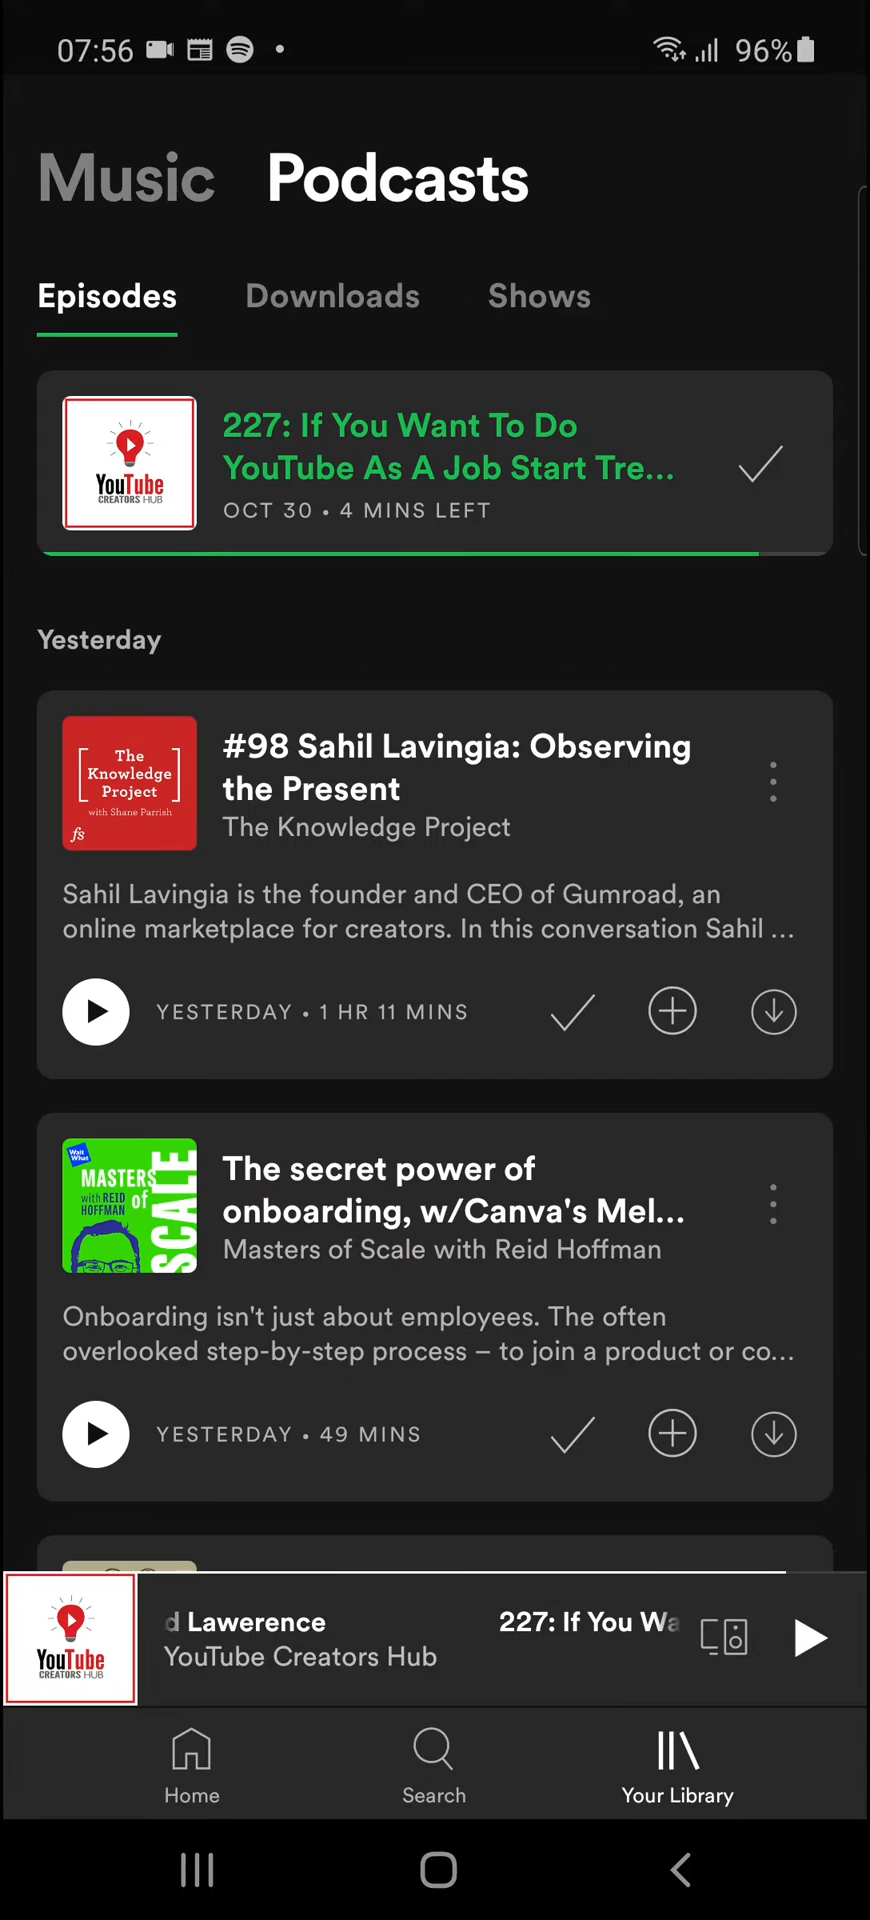 07:56
96%
Music Podcasts
Episodes Downloads Shows
YouTube
CREATORS HUB
227: If You Want To Do
YouTube As A Job Start Tre...
OCT 30 • 4 MINS LEFT
Yesterday
The
Knowledge
Project
with Shane Parrish
fs
#98 Sahil Lavingia: Observing
the Present
The Knowledge Project
Sahil Lavingia is the founder and CEO of Gumroad, an
online marketplace for creators. In this conversation Sahil ...
YESTERDAY • 1 HR 11 MINS
Wait
What
MASTERS
with REID
HOFFMAN
of
SCALE
The secret power of
onboarding, w/Canva's Mel...
Masters of Scale with Reid Hoffman
Onboarding isn't just about employees. The often
overlooked step-by-step process – to join a product or co...
YESTERDAY • 49 MINS
YouTube
CREATORS HUB
d Lawerence 227: If You Wa
YouTube Creators Hub
Home Search Your Library